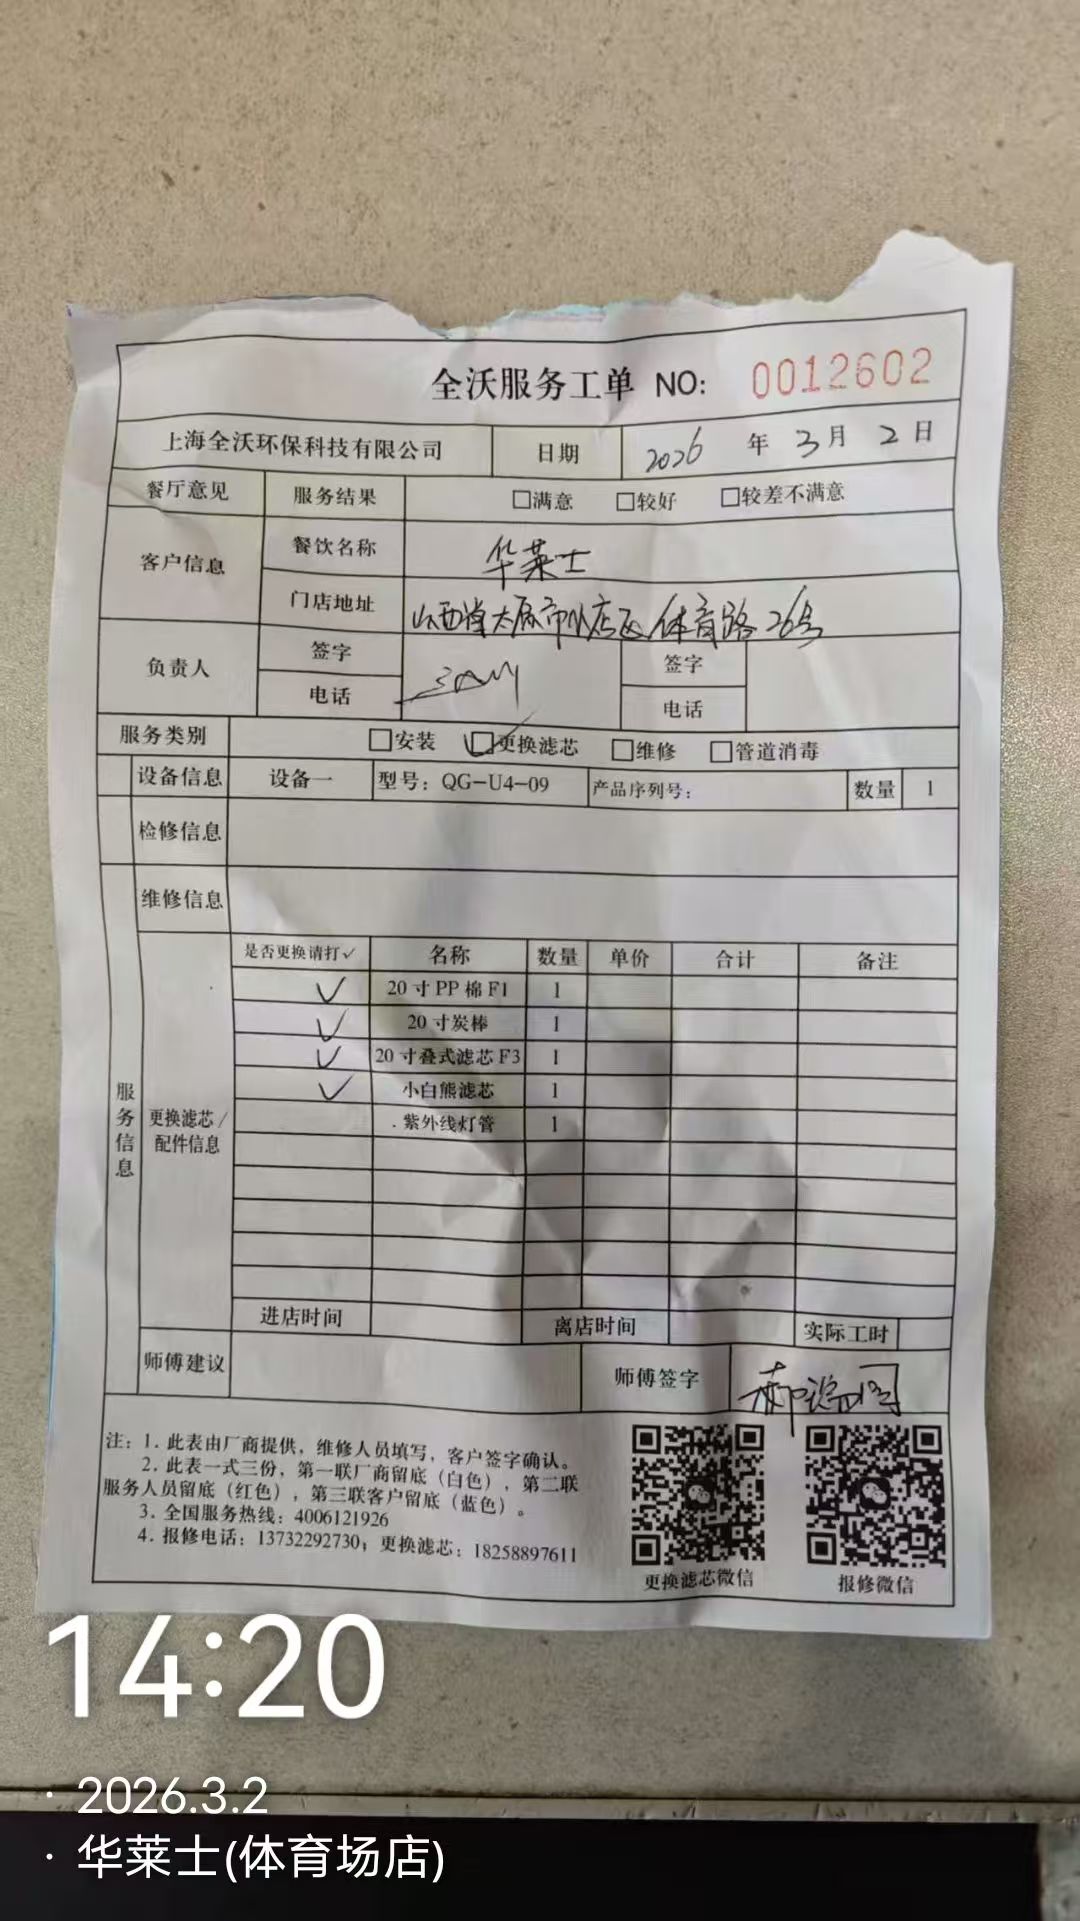 全沃服务工单 NO: 0012602
上海全沃环保科技有限公司 日期 2026 年 3 月 2 日
餐厅意见 服务结果 □满意 □较好 □较差不满意
客户信息 餐饮名称 华莱士
门店地址 山西省太原市小店区体育路26号
负责人 签字 签字
电话 电话
服务类别 □安装 ☑更换滤芯 □维修 □管道消毒
设备信息 设备一 型号：QG-U4-09 产品序列号： 数量 1
检修信息
维修信息
服务信息
更换滤芯/
配件信息
是否更换请打✓ 名称 数量 单价 合计 备注
✓ 20寸PP棉F1 1
✓ 20寸炭棒 1
✓ 20寸叠式滤芯F3 1
✓ 小白熊滤芯 1
紫外线灯管 1
进店时间 离店时间 实际工时
师傅建议 师傅签字
注：1. 此表由厂商提供，维修人员填写，客户签字确认。
2. 此表一式三份，第一联厂商留底（白色），第二联
服务人员留底（红色），第三联客户留底（蓝色）。
3. 全国服务热线：4006121926
4. 报修电话：13732292730；更换滤芯：18258897611
更换滤芯微信 报修微信
14:20
· 2026.3.2
· 华莱士(体育场店)